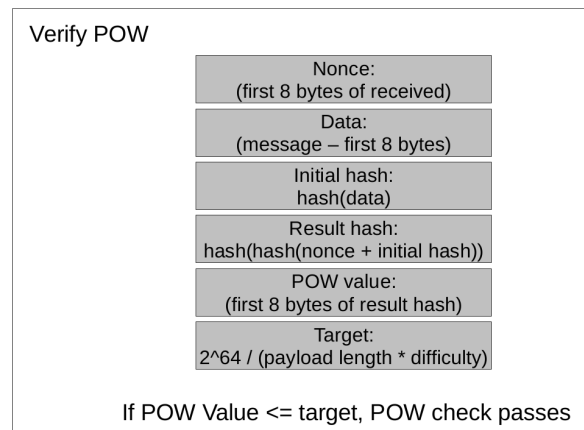 Verify POW
Nonce:
(first 8 bytes of received)
Data:
(message – first 8 bytes)
Initial hash:
hash(data)
Result hash:
hash(hash(nonce + initial hash))
POW value:
(first 8 bytes of result hash)
Target:
2^64 / (payload length * difficulty)
If POW Value <= target, POW check passes